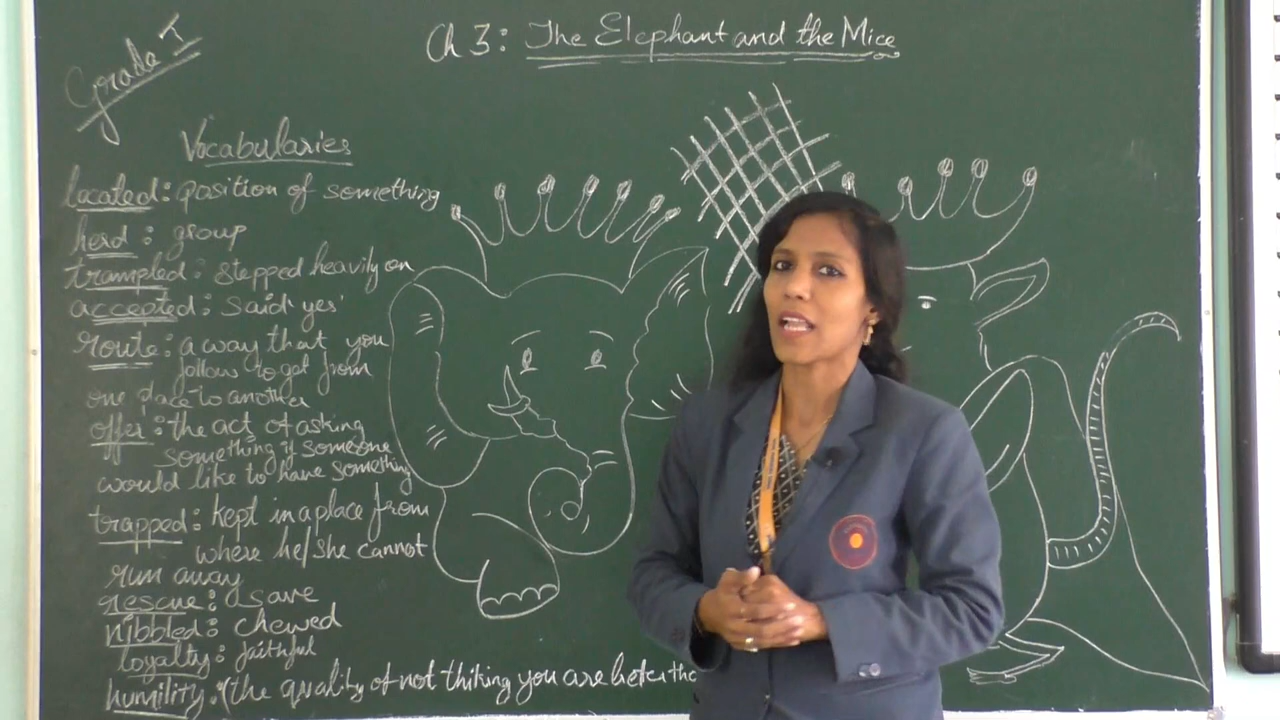 Grade I
Ch 3: The Elephant and the Mice
Vocabularies
located: position of something
herd: group
trampled: stepped heavily on
accepted: said 'yes'
route: a way that you
follow to get from
one place to another
offer: the act of asking
something if someone
would like to have something
trapped: kept in a place from
where he/she cannot
run away
rescue: save
nibbled: chewed
loyalty: faithful
humility: (the quality of not thiking you are better tha